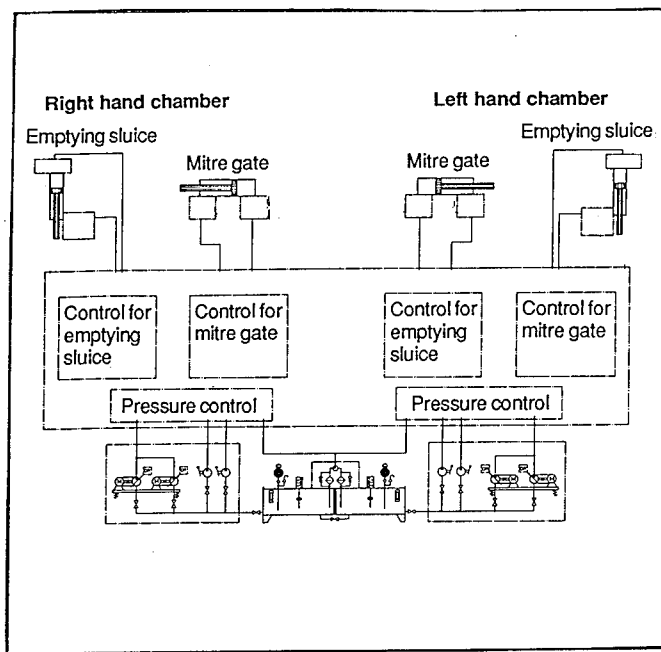 Right hand chamber
Left hand chamber
Emptying sluice
Emptying sluice
Mitre gate
Mitre gate
Control for
emptying
sluice
Control for
mitre gate
Control for
emptying
sluice
Control for
mitre gate
Pressure control
Pressure control